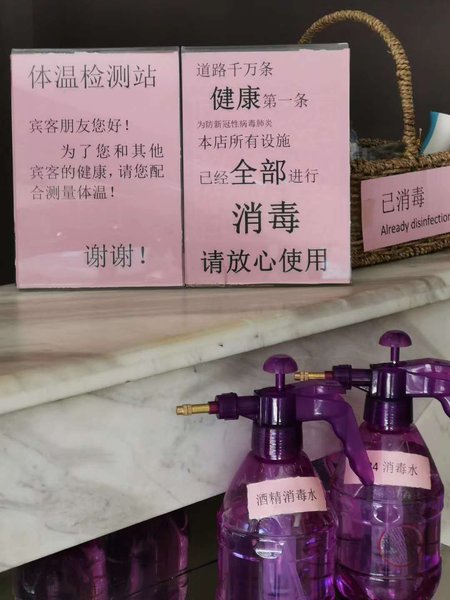 体温检测站
宾客朋友您好！
为了您和其他
宾客的健康，请您配
合测量体温！
谢谢！
道路千万条
健康第一条
为防新冠性病毒肺炎
本店所有设施
已经全部进行
消毒
请放心使用
已消毒
Already disinfection
酒精消毒水
84 消毒水